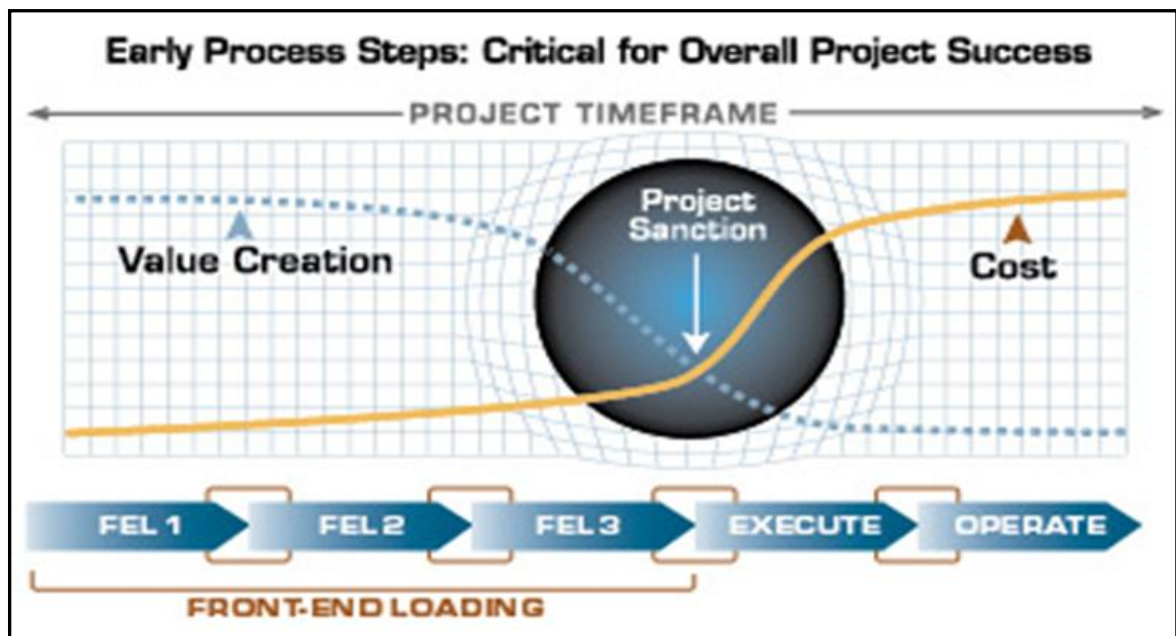 Early Process Steps: Critical for Overall Project Success
PROJECT TIMEFRAME
Project
Sanction
Value Creation
Cost
FEL 1
FEL 2
FEL 3
EXECUTE
OPERATE
FRONT-END LOADING